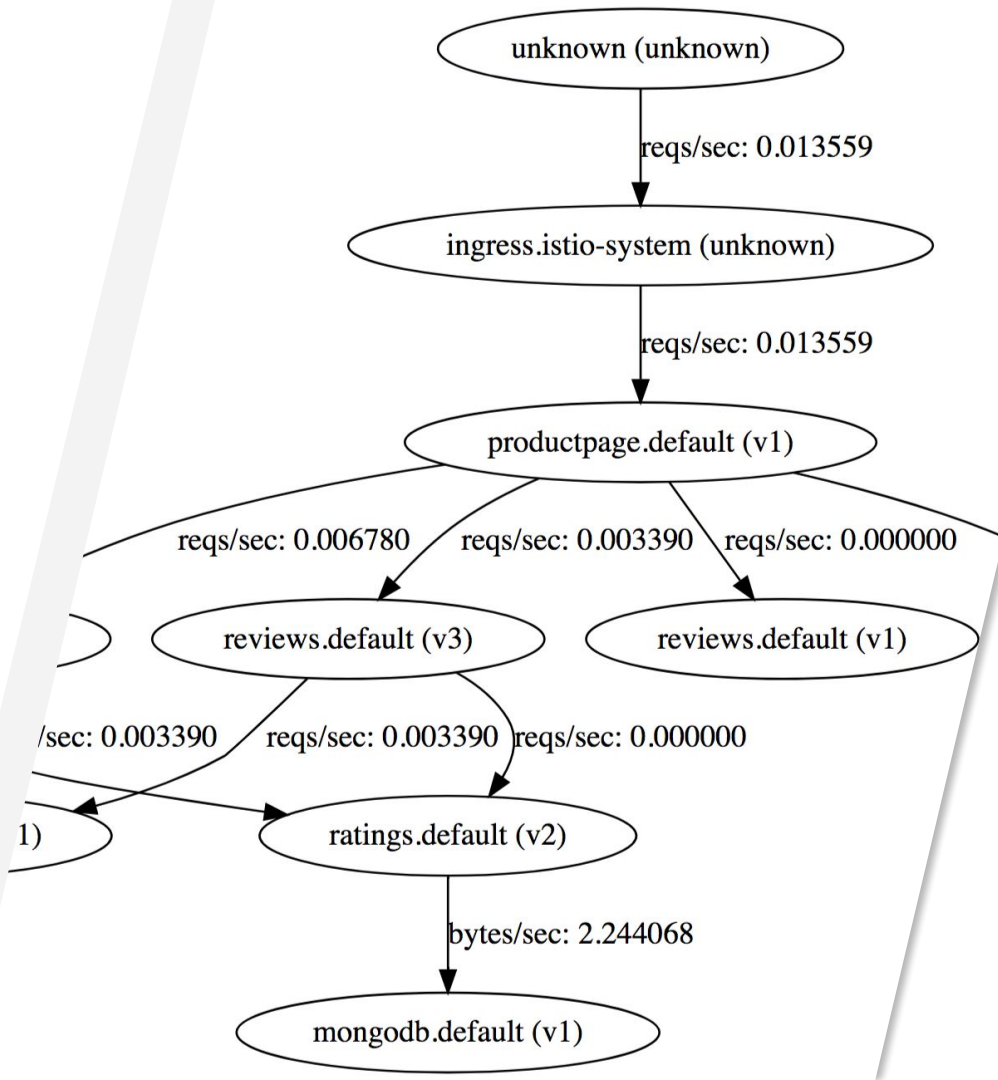 unknown (unknown)
reqs/sec: 0.013559
ingress.istio-system (unknown)
reqs/sec: 0.013559
productpage.default (v1)
reqs/sec: 0.006780
reqs/sec: 0.003390
reqs/sec: 0.000000
reviews.default (v3)
reviews.default (v1)
/sec: 0.003390
reqs/sec: 0.003390
reqs/sec: 0.000000
1)
ratings.default (v2)
bytes/sec: 2.244068
mongodb.default (v1)